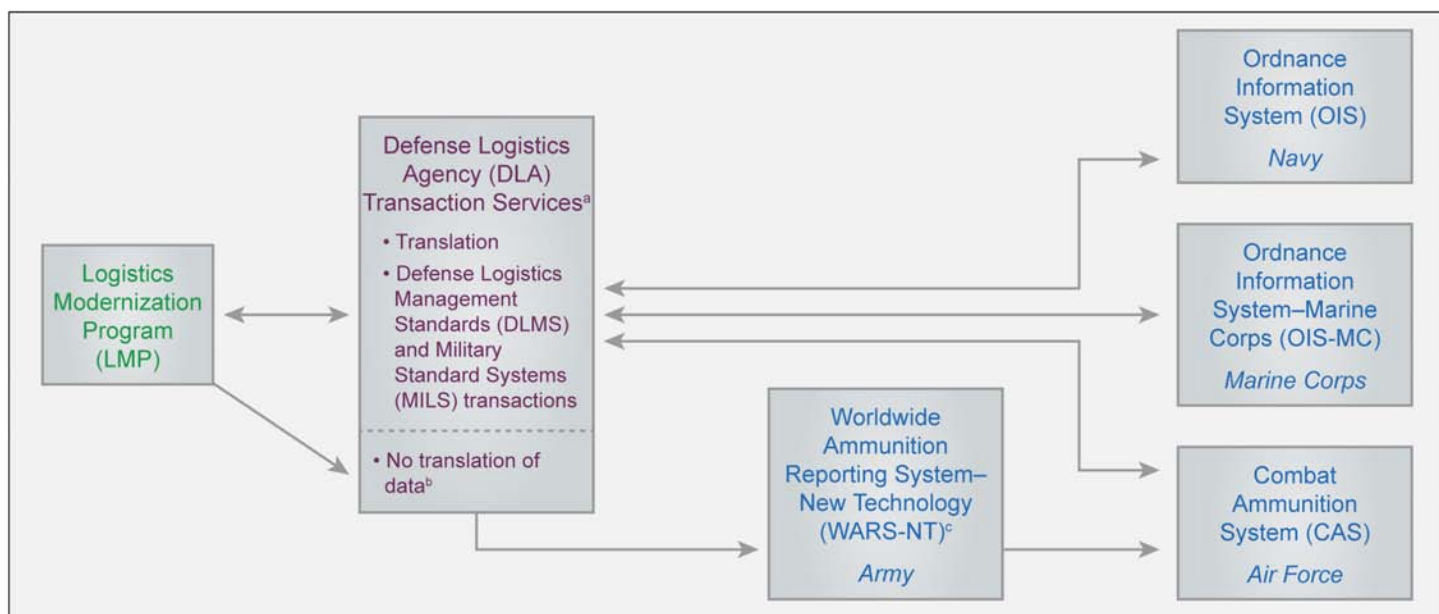 Logistics
Modernization
Program
(LMP)
Defense Logistics
Agency (DLA)
Transaction Servicesᵃ
• Translation
• Defense Logistics
Management
Standards (DLMS)
and Military
Standard Systems
(MILS) transactions
• No translation of
dataᵇ
Worldwide
Ammunition
Reporting System–
New Technology
(WARS-NT)ᶜ
Army
Ordnance
Information
System (OIS)
Navy
Ordnance
Information
System–Marine
Corps (OIS-MC)
Marine Corps
Combat
Ammunition
System (CAS)
Air Force